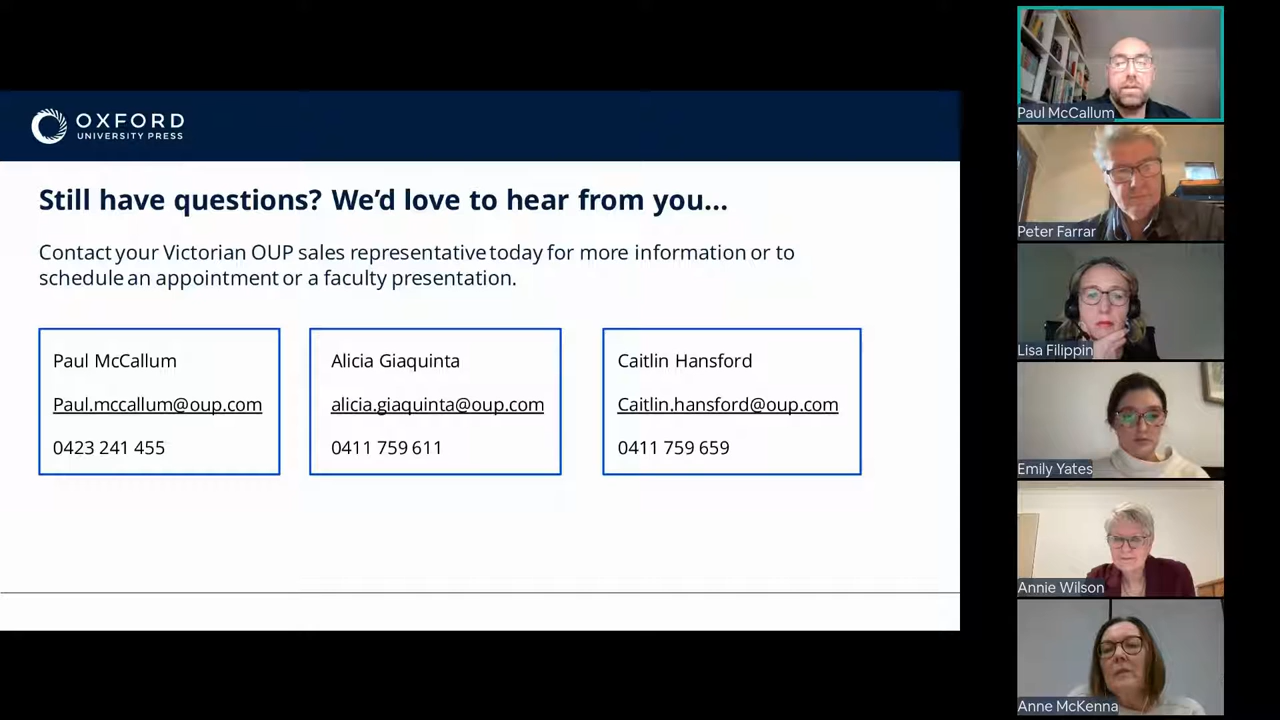 OXFORD
UNIVERSITY PRESS
Still have questions? We’d love to hear from you...
Contact your Victorian OUP sales representative today for more information or to
schedule an appointment or a faculty presentation.
Paul McCallum
Paul.mccallum@oup.com
0423 241 455
Alicia Giaquinta
alicia.giaquinta@oup.com
0411 759 611
Caitlin Hansford
Caitlin.hansford@oup.com
0411 759 659
Paul McCallum
Peter Farrar
Lisa Filippin
Emily Yates
Annie Wilson
Anne McKenna